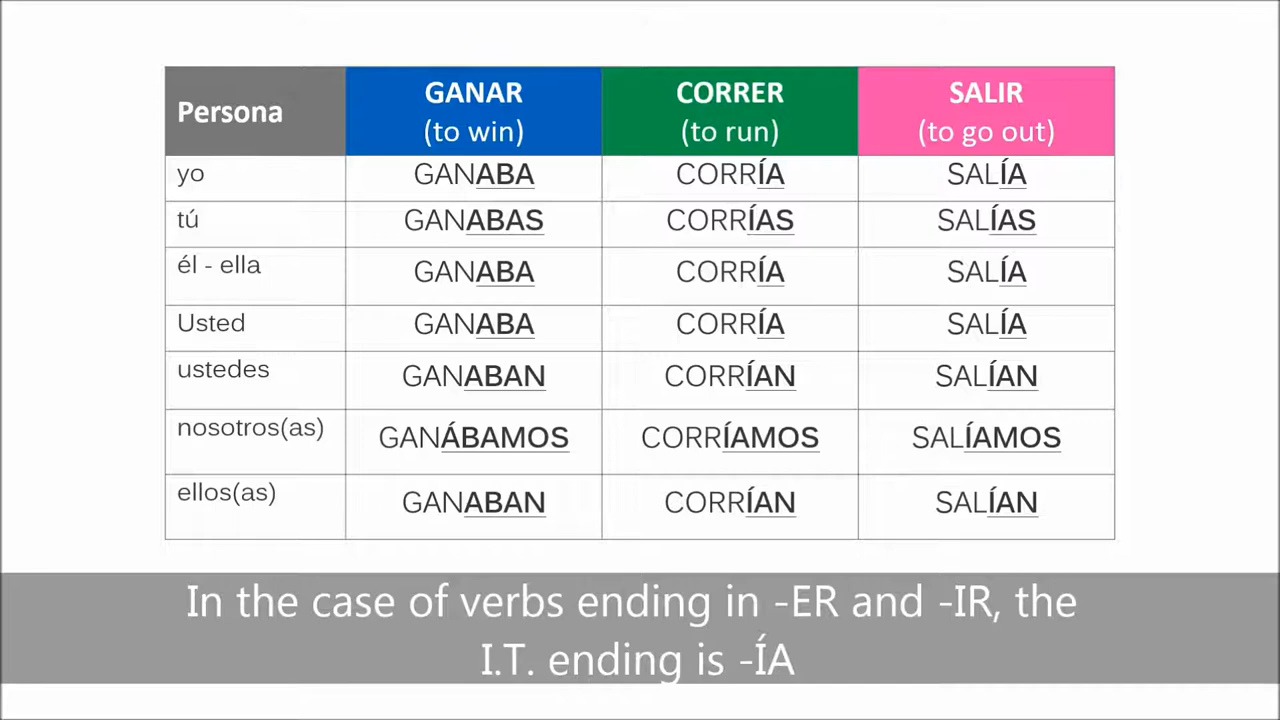 Persona GANAR CORRER SALIR
(to win) (to run) (to go out)
yo GANABA CORRÍA SALÍA
tú GANABAS CORRÍAS SALÍAS
él - ella GANABA CORRÍA SALÍA
Usted GANABA CORRÍA SALÍA
ustedes GANABAN CORRÍAN SALÍAN
nosotros(as) GANÁBAMOS CORRÍAMOS SALÍAMOS
ellos(as) GANABAN CORRÍAN SALÍAN
In the case of verbs ending in -ER and -IR, the
I.T. ending is -ÍA